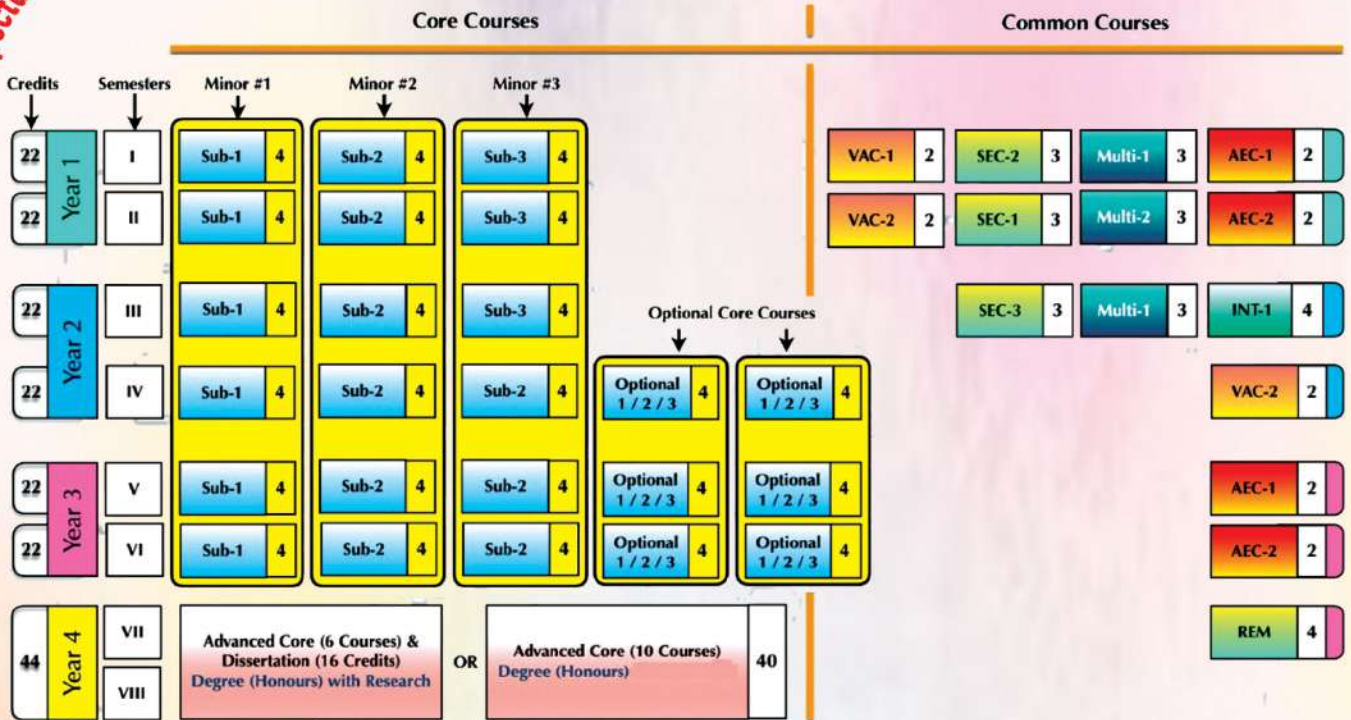 Core Courses
Common Courses
Credits
Semesters
Minor #1
Minor #2
Minor #3
Year 1
22
I
Sub-1 4
Sub-2 4
Sub-3 4
VAC-1 2
SEC-2 3
Multi-1 3
AEC-1 2
22
II
Sub-1 4
Sub-2 4
Sub-3 4
VAC-2 2
SEC-1 3
Multi-2 3
AEC-2 2
Year 2
22
III
Sub-1 4
Sub-2 4
Sub-3 4
Optional Core Courses
SEC-3 3
Multi-1 3
INT-1 4
22
IV
Sub-1 4
Sub-2 4
Sub-2 4
Optional
1 / 2 / 3 4
Optional
1 / 2 / 3 4
VAC-2 2
Year 3
22
V
Sub-1 4
Sub-2 4
Sub-2 4
Optional
1 / 2 / 3 4
Optional
1 / 2 / 3 4
AEC-1 2
22
VI
Sub-1 4
Sub-2 4
Sub-2 4
Optional
1 / 2 / 3 4
Optional
1 / 2 / 3 4
AEC-2 2
44
Year 4
VII
VIII
Advanced Core (6 Courses) &
Dissertation (16 Credits)
Degree (Honours) with Research
OR
Advanced Core (10 Courses)
Degree (Honours)
40
REM 4